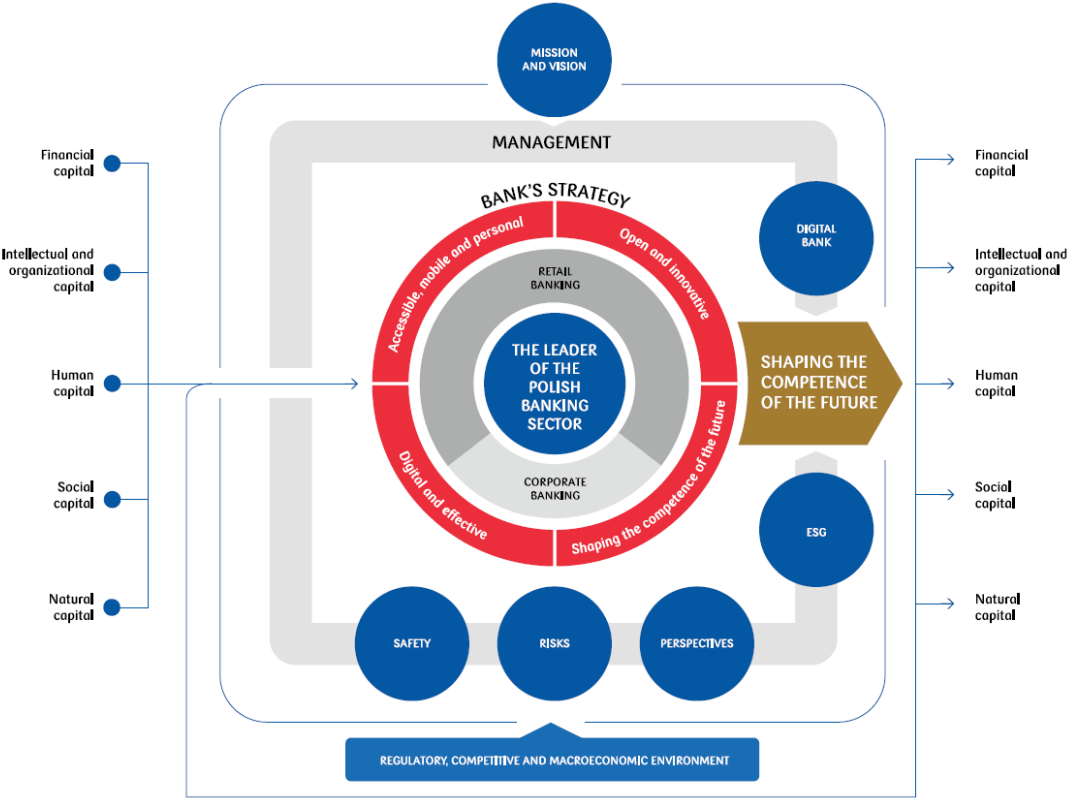 MISSION
AND VISION
MANAGEMENT
Financial
capital
Intellectual and
organizational
capital
Human
capital
Social
capital
Natural
capital
BANK'S STRATEGY
Accessible, mobile and personal
Open and innovative
Digital and effective
Shaping the competence of the future
RETAIL
BANKING
THE LEADER
OF THE
POLISH
BANKING
SECTOR
CORPORATE
BANKING
DIGITAL
BANK
SHAPING THE
COMPETENCE
OF THE FUTURE
ESG
SAFETY
RISKS
PERSPECTIVES
REGULATORY, COMPETITIVE AND MACROECONOMIC ENVIRONMENT
Financial
capital
Intellectual and
organizational
capital
Human
capital
Social
capital
Natural
capital